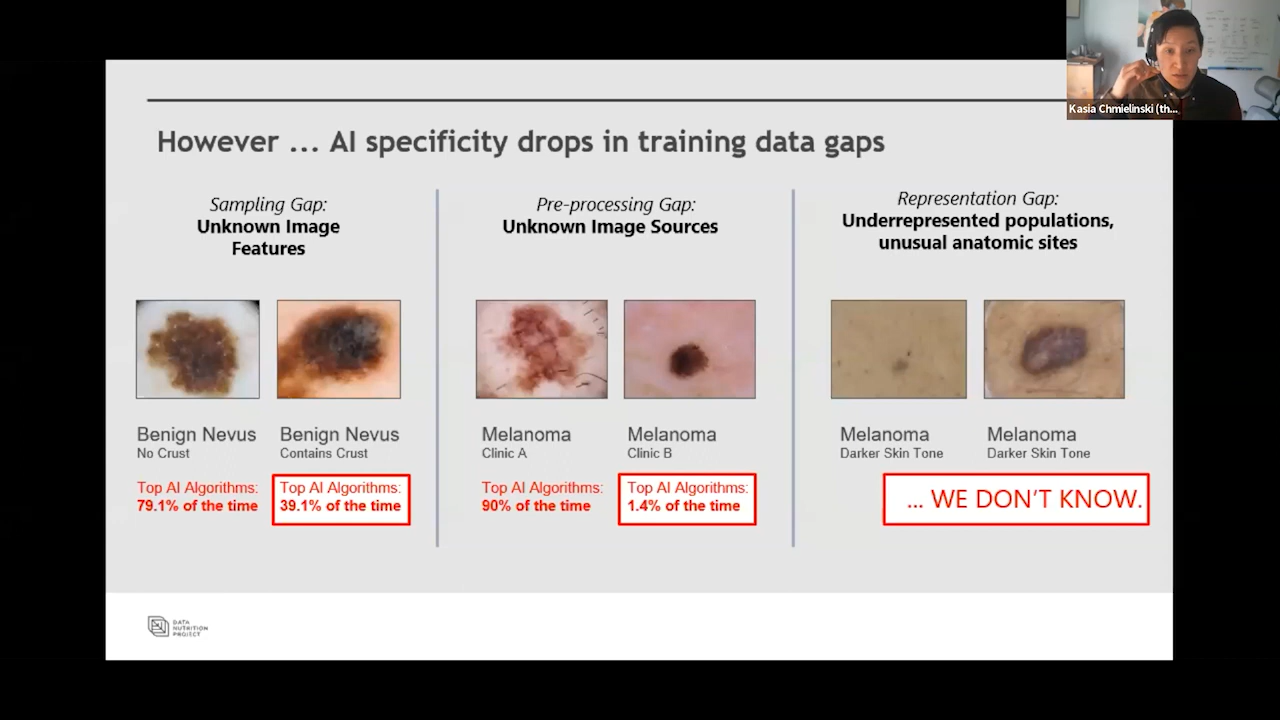 Kasia Chmielinski (th...
However ... AI specificity drops in training data gaps
Sampling Gap:
Unknown Image
Features
Benign Nevus
No Crust
Top AI Algorithms:
79.1% of the time
Benign Nevus
Contains Crust
Top AI Algorithms:
39.1% of the time
Pre-processing Gap:
Unknown Image Sources
Melanoma
Clinic A
Top AI Algorithms:
90% of the time
Melanoma
Clinic B
Top AI Algorithms:
1.4% of the time
Representation Gap:
Underrepresented populations,
unusual anatomic sites
Melanoma
Darker Skin Tone
Melanoma
Darker Skin Tone
... WE DON'T KNOW.
DATA
NUTRITION
PROJECT